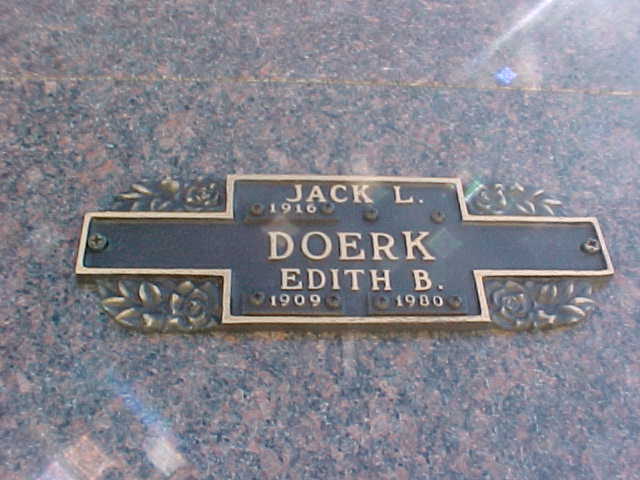 JACK L.
1916
DOERK
EDITH B.
1909 1980